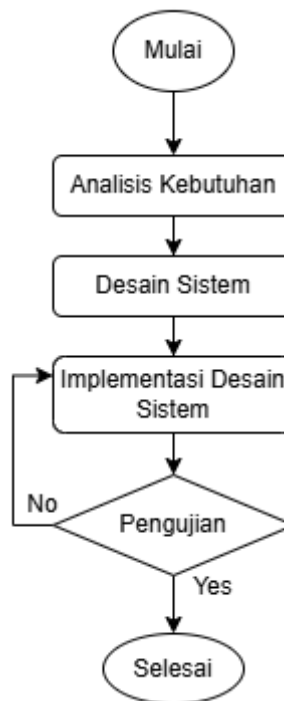 Mulai
Analisis Kebutuhan
Desain Sistem
Implementasi Desain
Sistem
No
Pengujian
Yes
Selesai